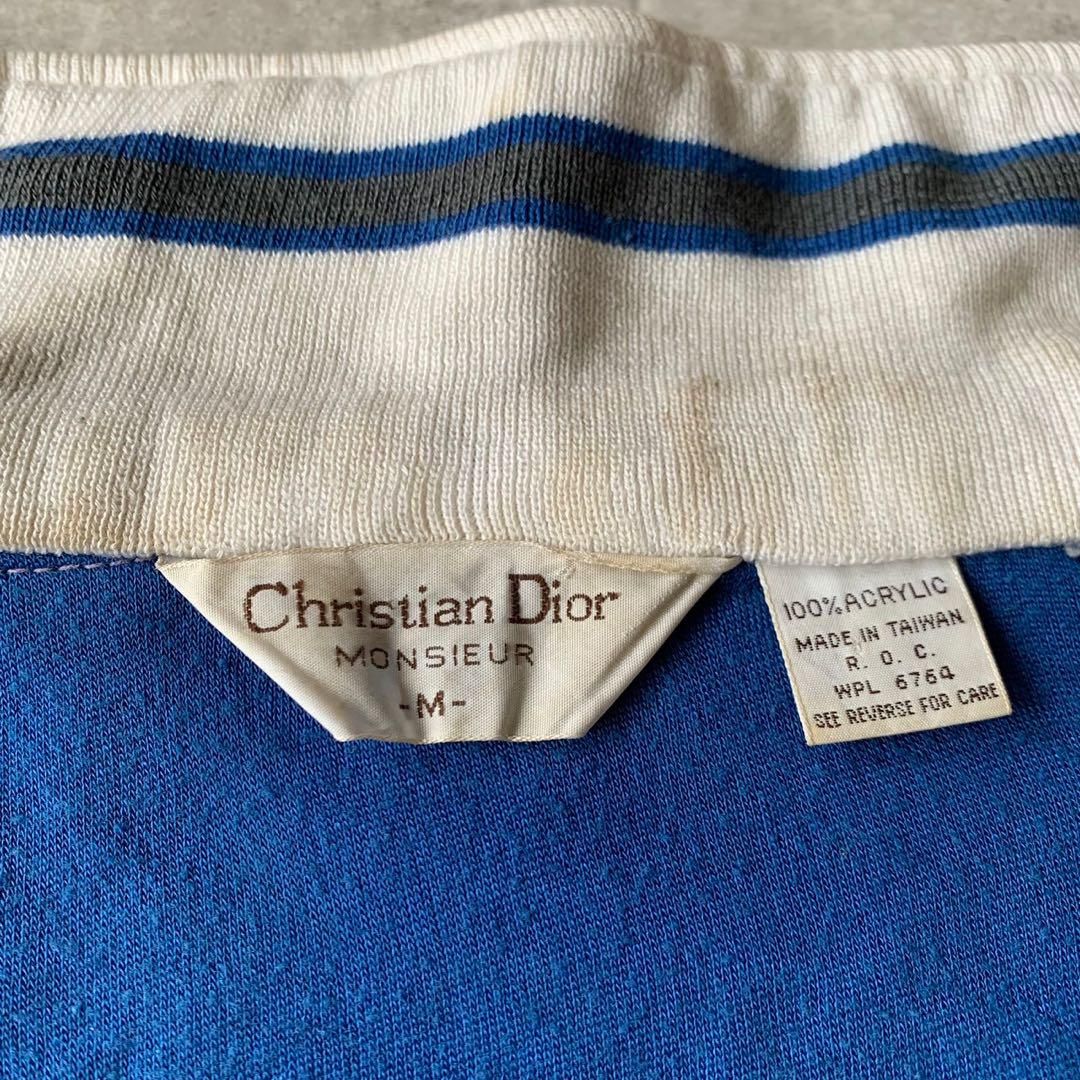 Christian Dior
MONSIEUR
-M-
100% ACRYLIC
MADE IN TAIWAN
R. O. C.
WPL 6764
SEE REVERSE FOR CARE